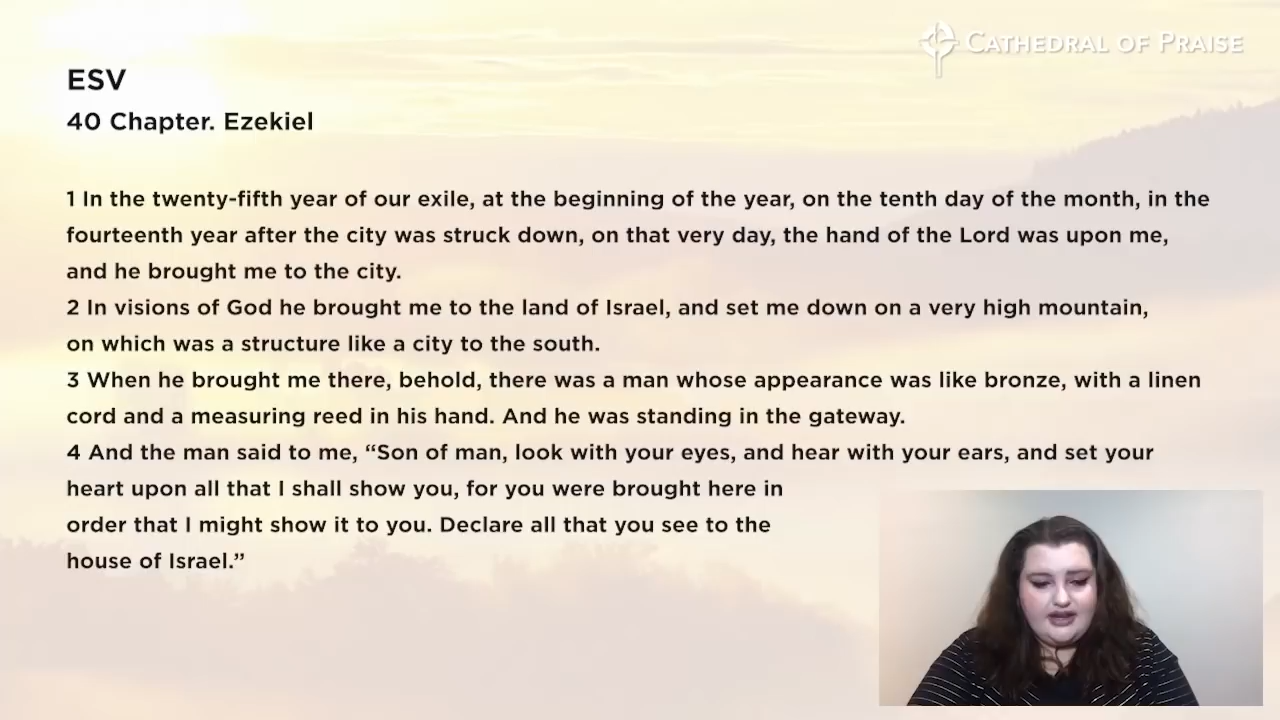 CATHEDRAL OF PRAISE
ESV
40 Chapter. Ezekiel
1 In the twenty-fifth year of our exile, at the beginning of the year, on the tenth day of the month, in the
fourteenth year after the city was struck down, on that very day, the hand of the Lord was upon me,
and he brought me to the city.
2 In visions of God he brought me to the land of Israel, and set me down on a very high mountain,
on which was a structure like a city to the south.
3 When he brought me there, behold, there was a man whose appearance was like bronze, with a linen
cord and a measuring reed in his hand. And he was standing in the gateway.
4 And the man said to me, “Son of man, look with your eyes, and hear with your ears, and set your
heart upon all that I shall show you, for you were brought here in
order that I might show it to you. Declare all that you see to the
house of Israel.”